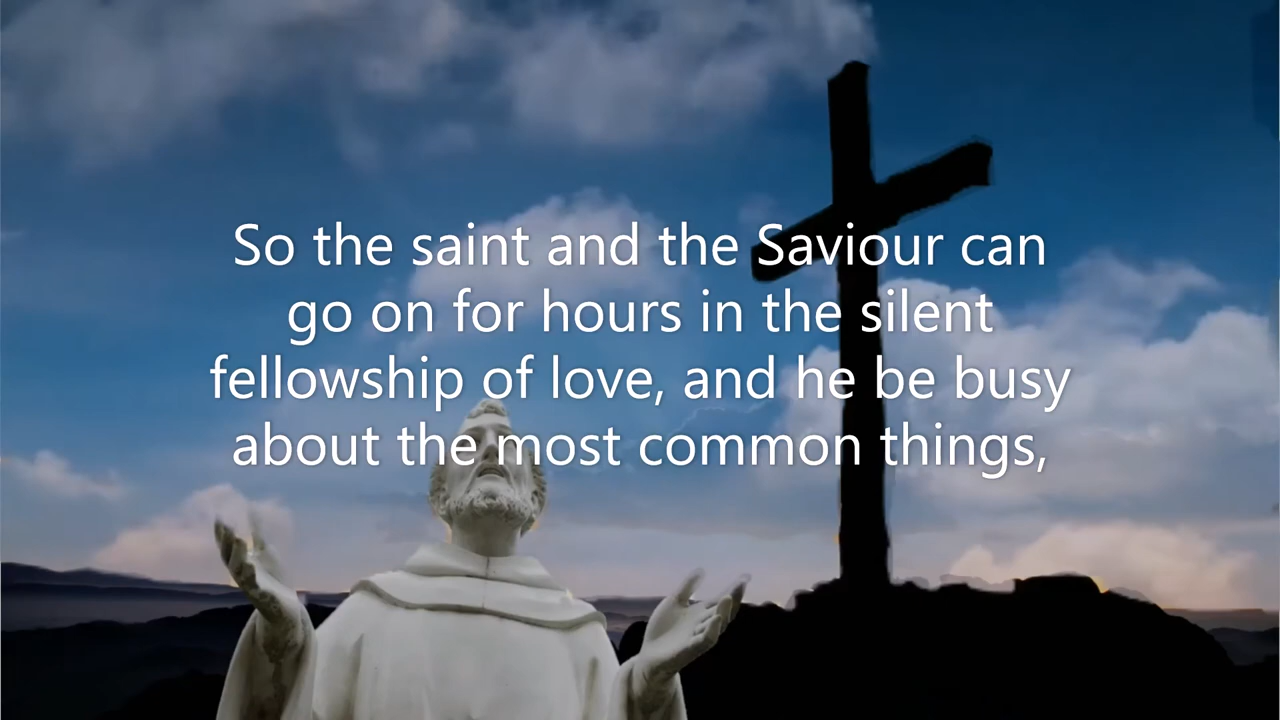 So the saint and the Saviour can
go on for hours in the silent
fellowship of love, and he be busy
about the most common things,